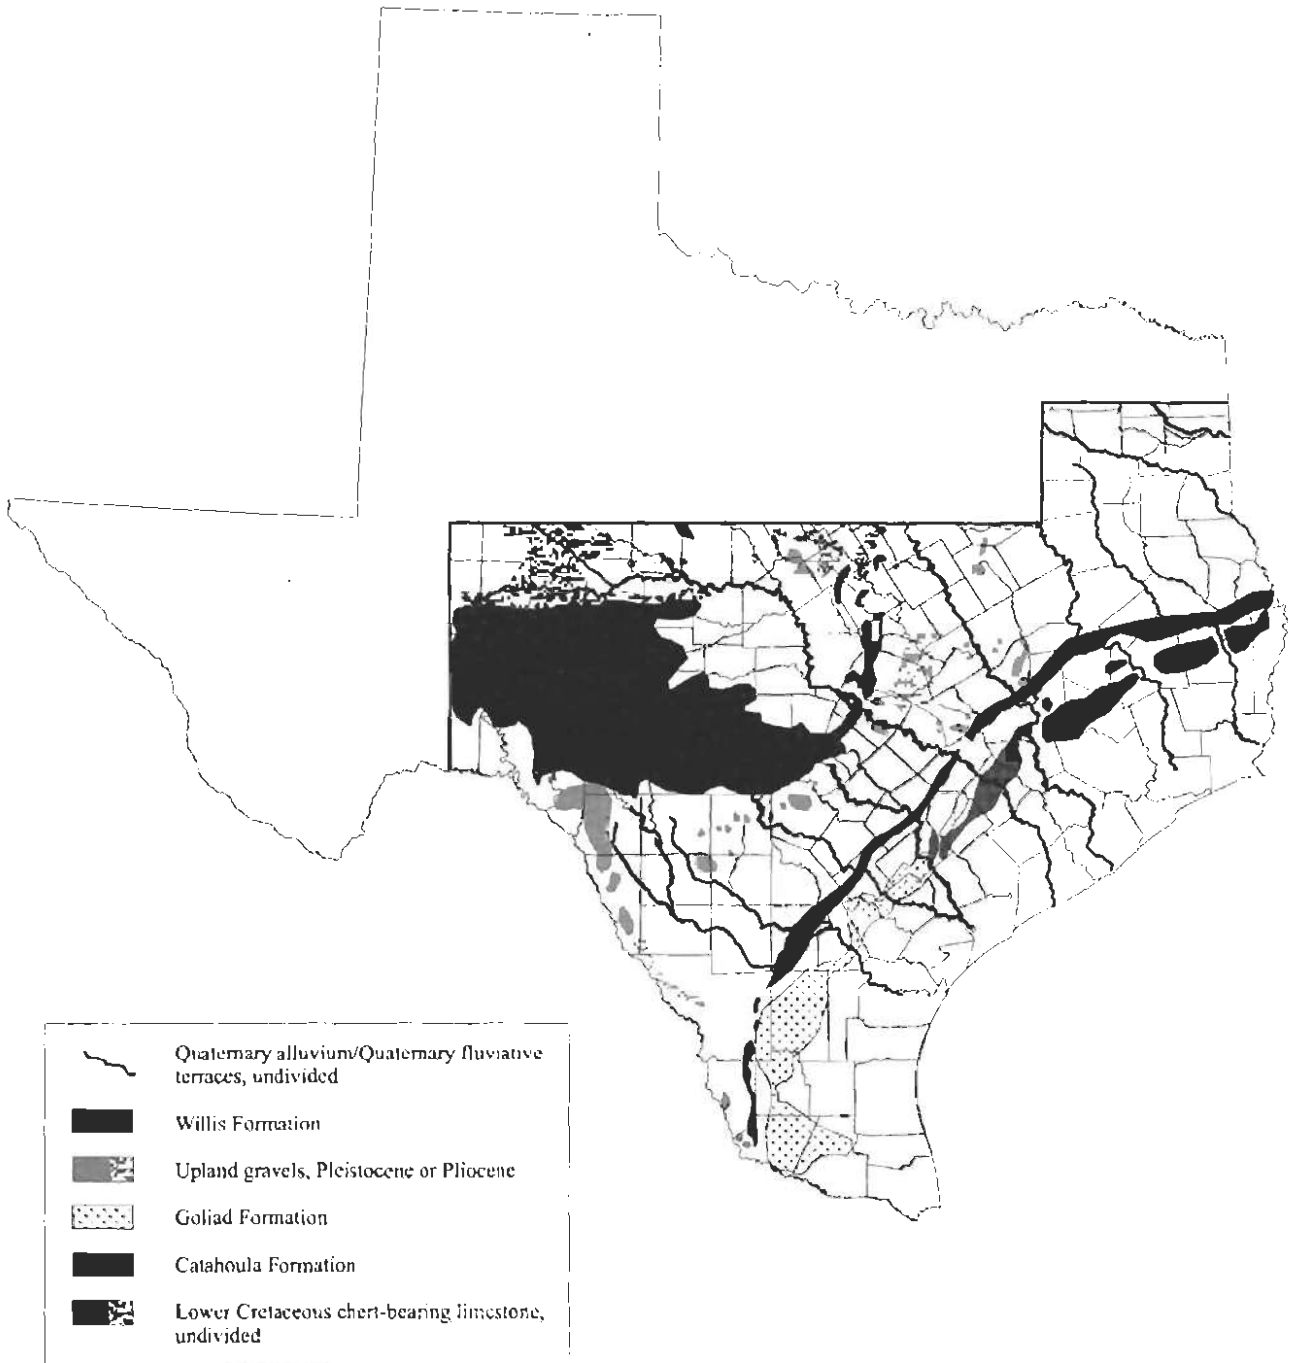 Quaternary alluvium/Quaternary fluviative
terraces, undivided
Willis Formation
Upland gravels, Pleistocene or Pliocene
Goliad Formation
Catahoula Formation
Lower Cretaceous chert-bearing limestone,
undivided